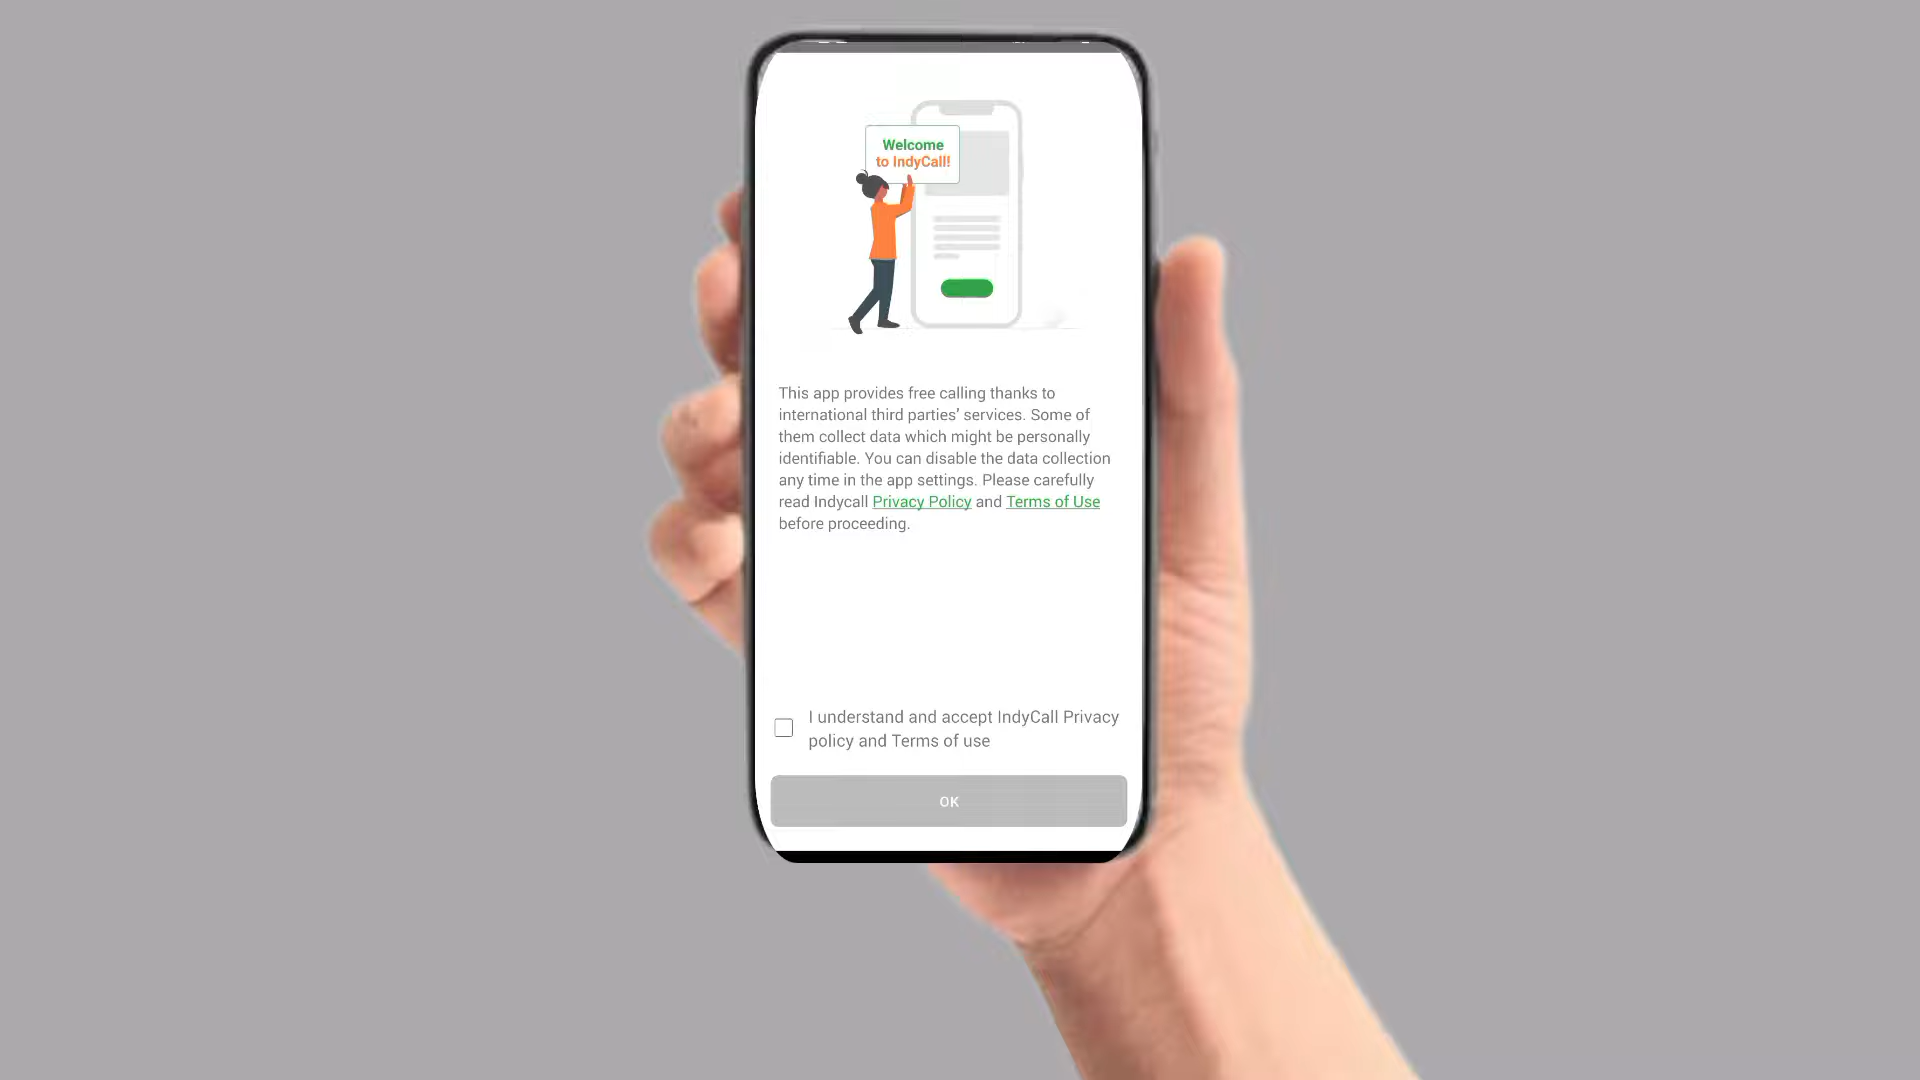 Welcome
to IndyCall!
This app provides free calling thanks to
international third parties' services. Some of
them collect data which might be personally
identifiable. You can disable the data collection
any time in the app settings. Please carefully
read Indycall Privacy Policy and Terms of Use
before proceeding.
I understand and accept IndyCall Privacy
policy and Terms of use
OK